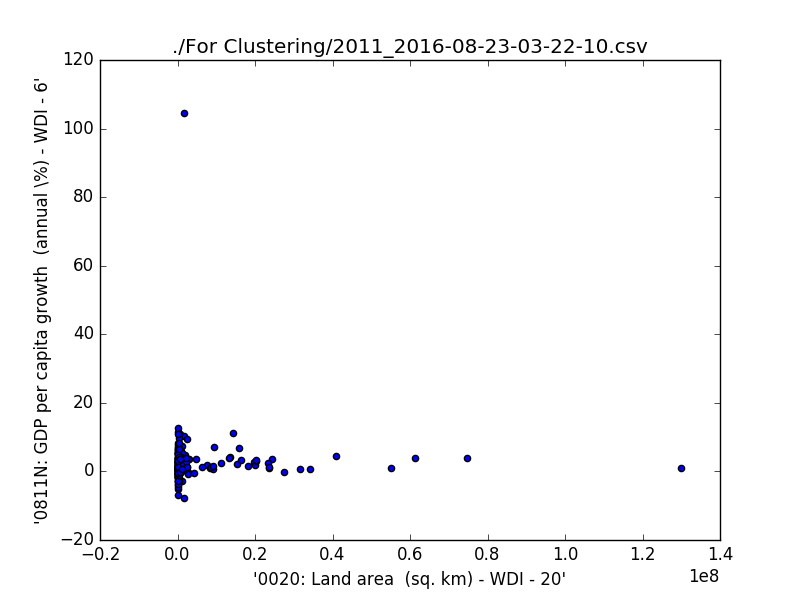 ./For Clustering/2011_2016-08-23-03-22-10.csv
120
100
80
60
40
20
0
−20
'0811N: GDP per capita growth  (annual \%) - WDI - 6'
−0.2 0.0 0.2 0.4 0.6 0.8 1.0 1.2 1.4
1e8
'0020: Land area  (sq. km) - WDI - 20'